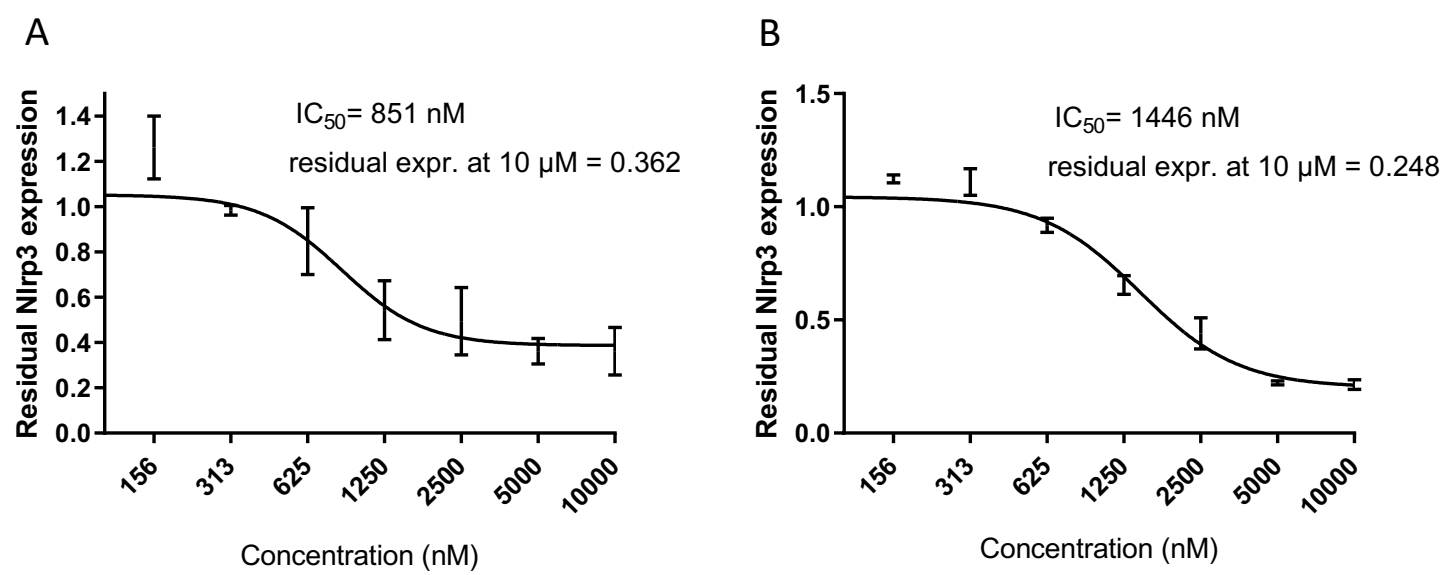 A
Residual Nlrp3 expression
IC50= 851 nM
residual expr. at 10 μM = 0.362
1.4
1.2
1.0
0.8
0.6
0.4
0.2
0.0
156
313
625
1250
2500
5000
10000
Concentration (nM)
B
Residual Nlrp3 expression
IC50= 1446 nM
residual expr. at 10 μM = 0.248
1.5
1.0
0.5
0.0
156
313
625
1250
2500
5000
10000
Concentration (nM)